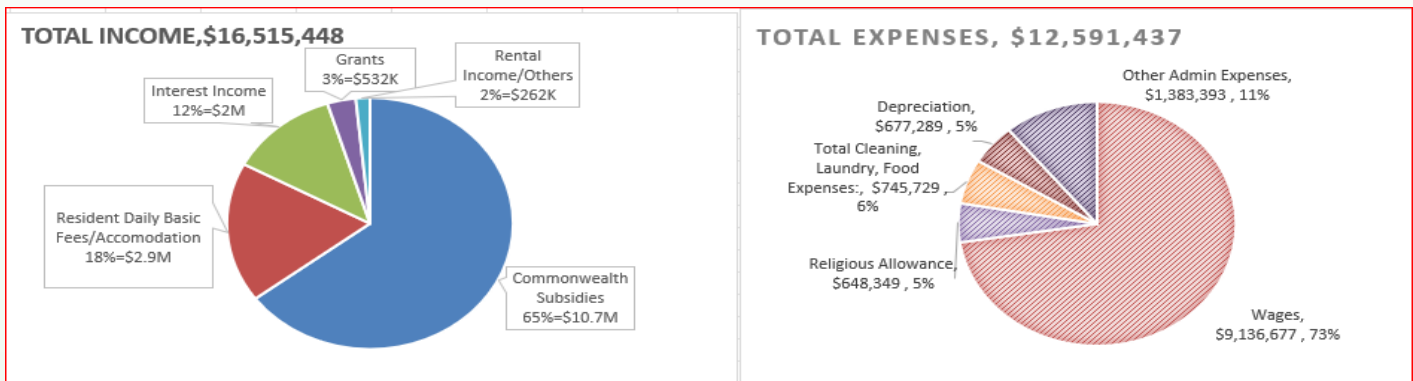 TOTAL INCOME,$16,515,448
Grants
3%=$532K
Rental
Income/Others
2%=$262K
Interest Income
12%=$2M
Resident Daily Basic
Fees/Accomodation
18%=$2.9M
Commonwealth
Subsidies
65%=$10.7M
TOTAL EXPENSES, $12,591,437
Other Admin Expenses,
$1,383,393 , 11%
Depreciation,
$677,289 , 5%
Total Cleaning,
Laundry, Food
Expenses:, $745,729 ,
6%
Religious Allowance,
$648,349 , 5%
Wages,
$9,136,677 , 73%